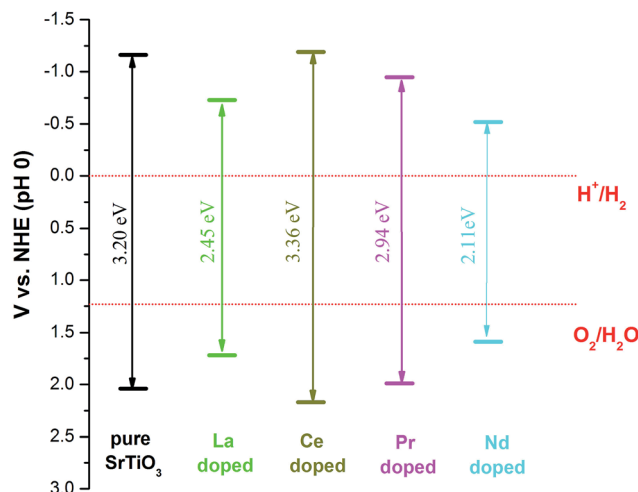 V vs. NHE (pH 0)
-1.5
-1.0
-0.5
0.0
0.5
1.0
1.5
2.0
2.5
3.0
3.20 eV
2.45 eV
3.36 eV
2.94 eV
2.11eV
H⁺/H₂
O₂/H₂O
pure
SrTiO₃
La
doped
Ce
doped
Pr
doped
Nd
doped